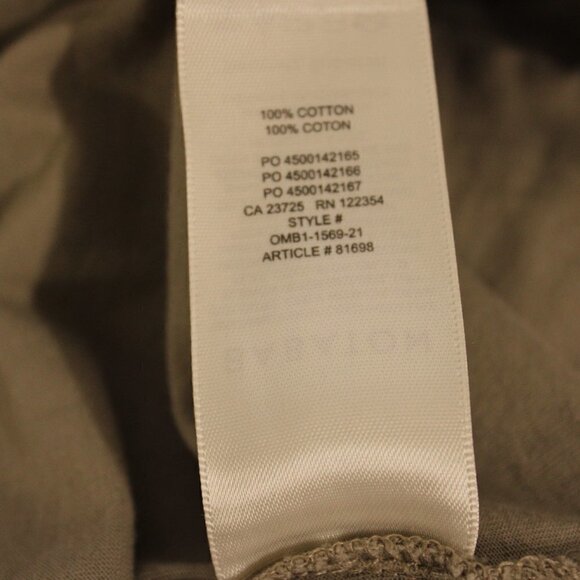 100% COTTON
100% COTON
PO 4500142165
PO 4500142166
PO 4500142167
CA 23725 RN 122354
STYLE #
OMB1-1569-21
ARTICLE # 81698